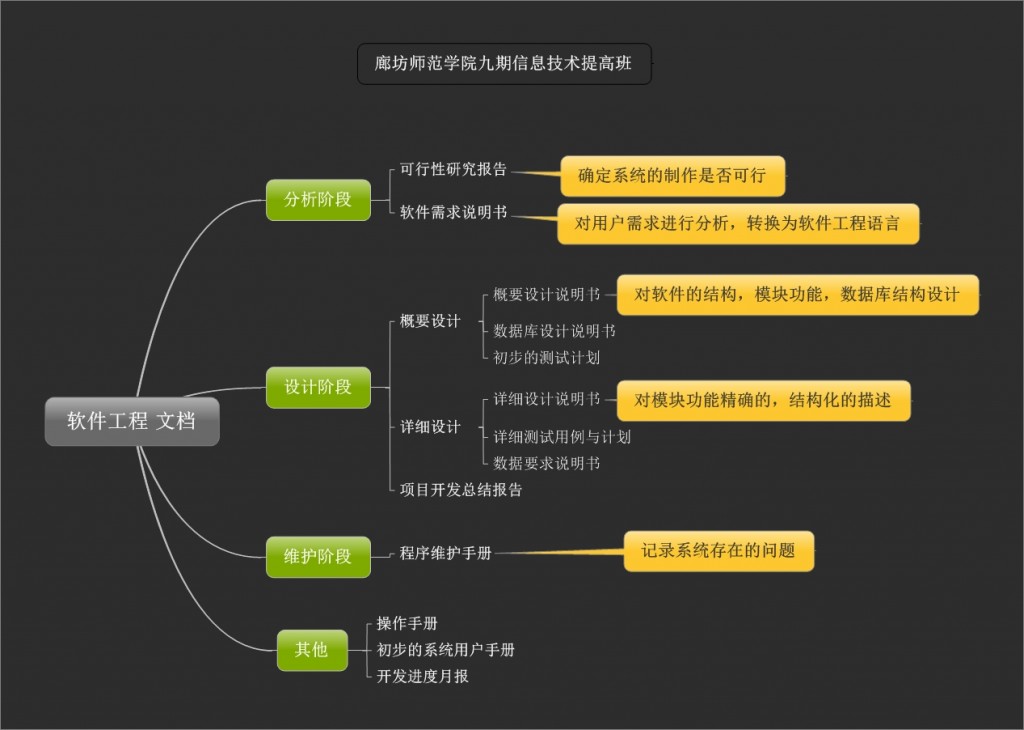 廊坊师范学院九期信息技术提高班
软件工程 文档
分析阶段
可行性研究报告
确定系统的制作是否可行
软件需求说明书
对用户需求进行分析，转换为软件工程语言
设计阶段
概要设计
概要设计说明书
对软件的结构，模块功能，数据库结构设计
数据库设计说明书
初步的测试计划
详细设计
详细设计说明书
对模块功能精确的，结构化的描述
详细测试用例与计划
数据要求说明书
项目开发总结报告
维护阶段
程序维护手册
记录系统存在的问题
其他
操作手册
初步的系统用户手册
开发进度月报